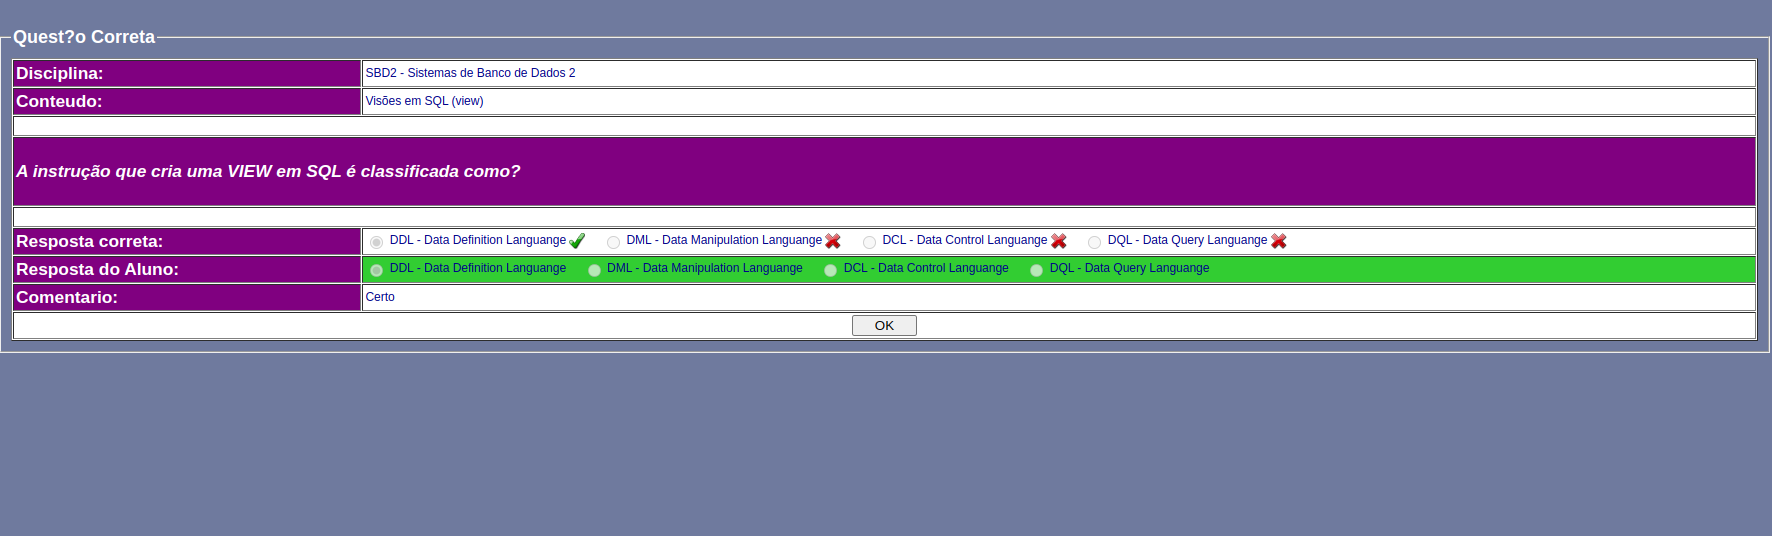 Quest?o Correta
Disciplina: SBD2 - Sistemas de Banco de Dados 2
Conteudo: Visões em SQL (view)
A instrução que cria uma VIEW em SQL é classificada como?
Resposta correta: DDL - Data Definition Languange DML - Data Manipulation Languange DCL - Data Control Languange DQL - Data Query Languange
Resposta do Aluno: DDL - Data Definition Languange DML - Data Manipulation Languange DCL - Data Control Languange DQL - Data Query Languange
Comentario: Certo
OK